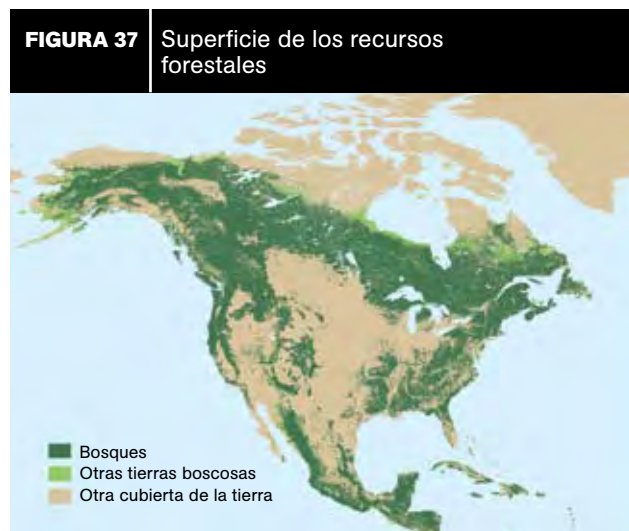 FIGURA 37
Superficie de los recursos
forestales
Bosques
Otras tierras boscosas
Otra cubierta de la tierra